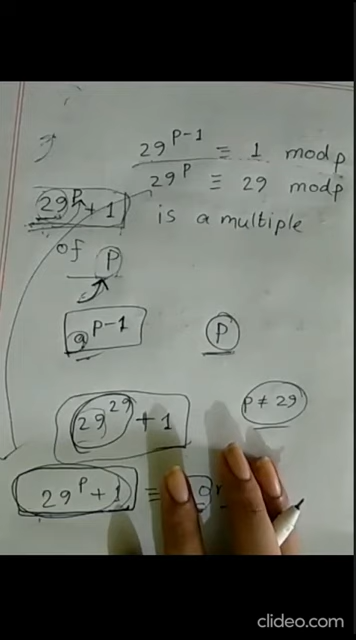 29^(P-1) ≡ 1 mod p
29^P ≡ 29 mod p
29^P + 1 is a multiple
of P
a^(P-1) P
29^29 + 1 p ≠ 29
29^P + 1 ≡ 0
clideo.com